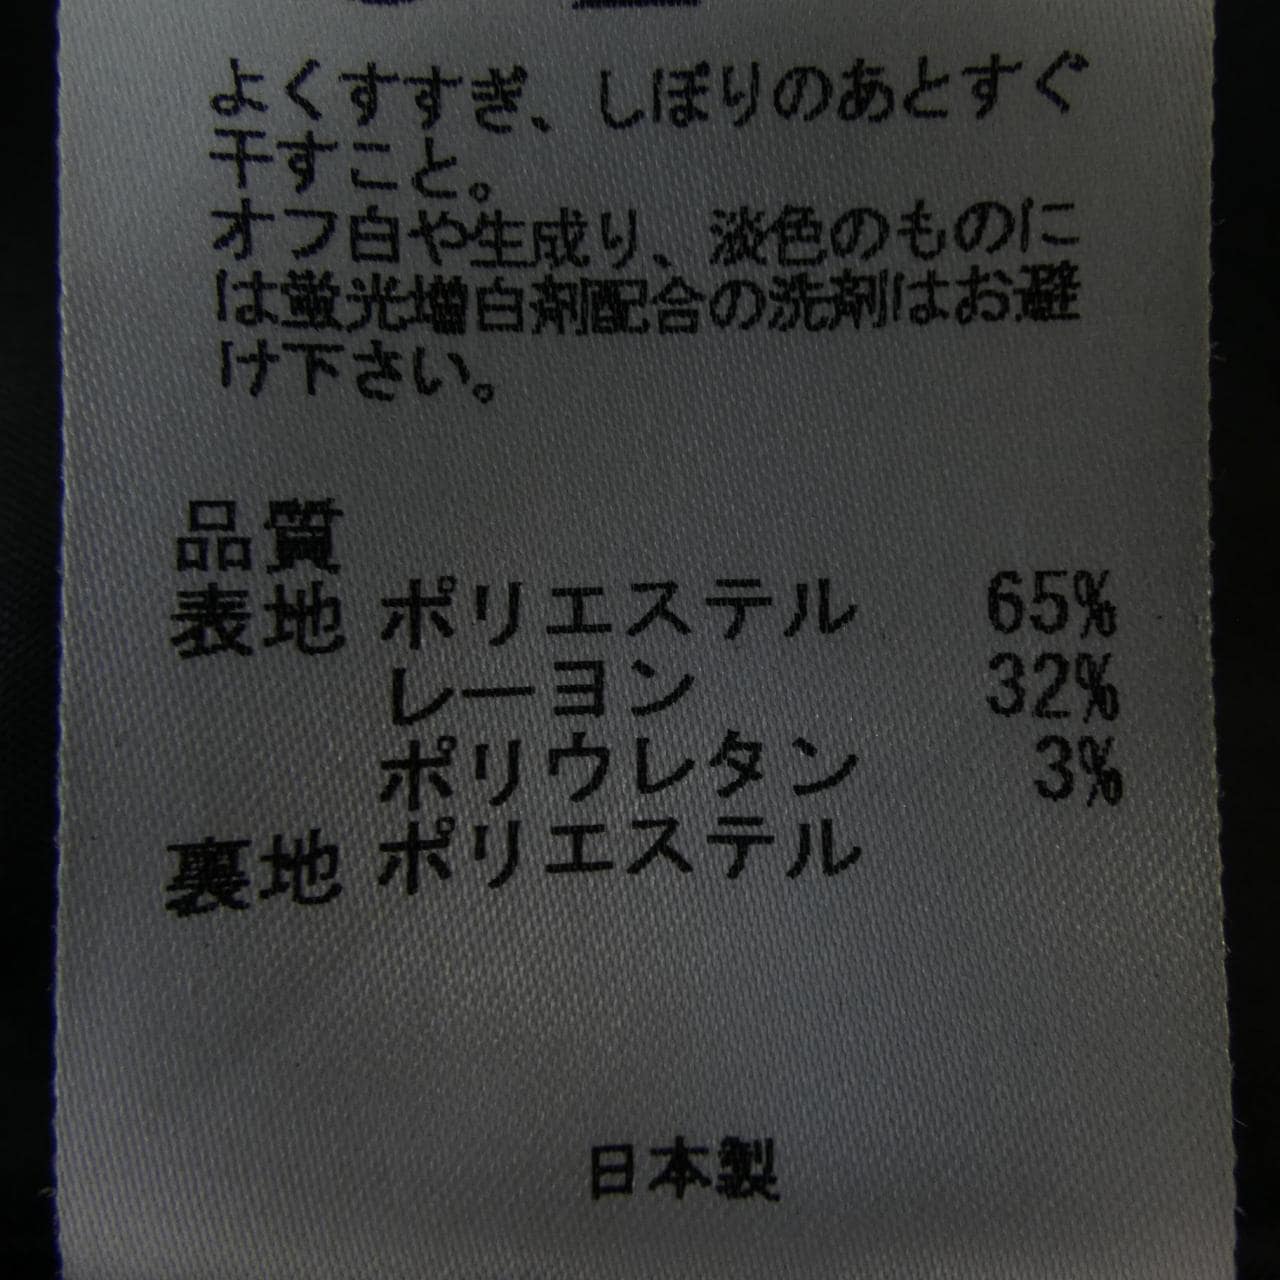 よくすすぎ、しぼりのあとすぐ
干すこと。
オフ白や生成り、淡色のものに
は蛍光増白剤配合の洗剤はお避
け下さい。
品質
表地 ポリエステル 65%
レーヨン 32%
ポリウレタン 3%
裏地 ポリエステル
日本製